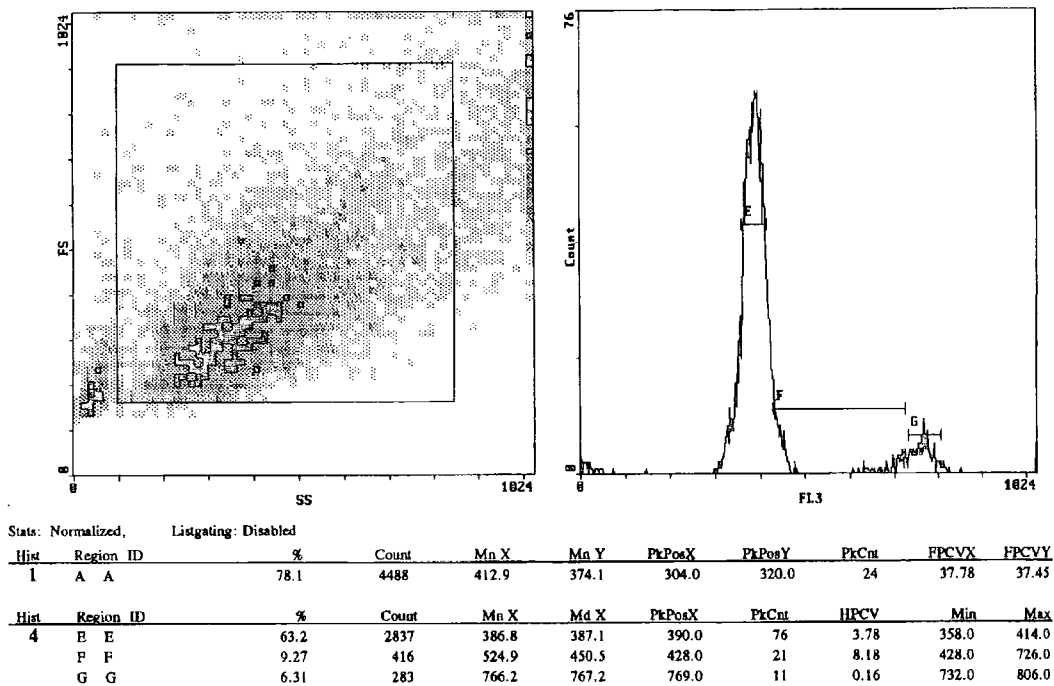 1024
FS
0
0
SS
1024
76
Count
0
E
F
G
0
FL3
1024
Stats: Normalized, Listgating: Disabled
Hist Region ID % Count Mn X Mn Y PkPosX PkPosY PkCnt FPCVX FPCVY
1 A A 78.1 4488 412.9 374.1 304.0 320.0 24 37.78 37.45
Hist Region ID % Count Mn X Md X PkPosX PkCnt HPCV Min Max
4 E E 63.2 2837 386.8 387.1 390.0 76 3.78 358.0 414.0
F F 9.27 416 524.9 450.5 428.0 21 8.18 428.0 726.0
G G 6.31 283 766.2 767.2 769.0 11 0.16 732.0 806.0